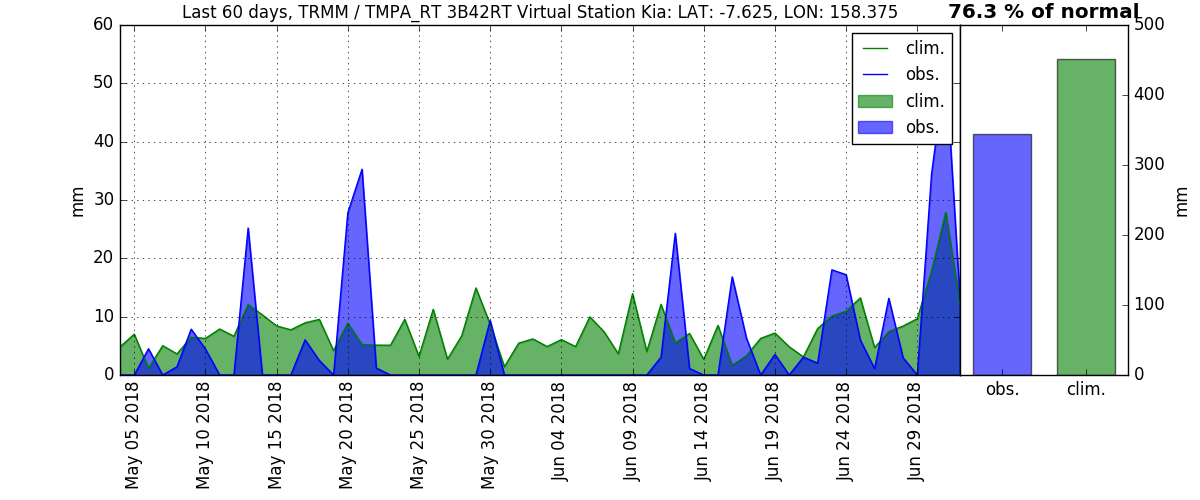 Last 60 days, TRMM / TMPA_RT 3B42RT Virtual Station Kia: LAT: -7.625, LON: 158.375
76.3 % of normal
60
50
40
30
20
10
0
mm
clim.
obs.
clim.
obs.
May 05 2018
May 10 2018
May 15 2018
May 20 2018
May 25 2018
May 30 2018
Jun 04 2018
Jun 09 2018
Jun 14 2018
Jun 19 2018
Jun 24 2018
Jun 29 2018
500
400
300
200
100
0
mm
obs.
clim.